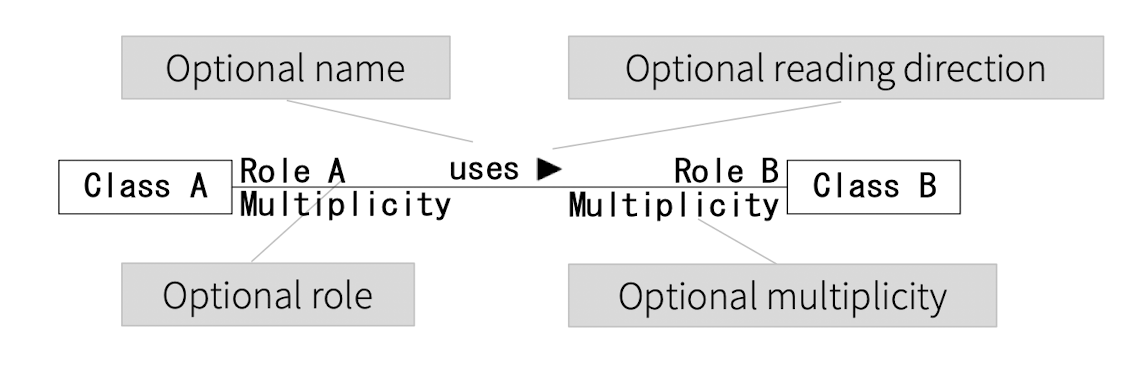 Optional name
Optional reading direction
Class A
Role A
Multiplicity
uses ▶
Role B
Multiplicity
Class B
Optional role
Optional multiplicity